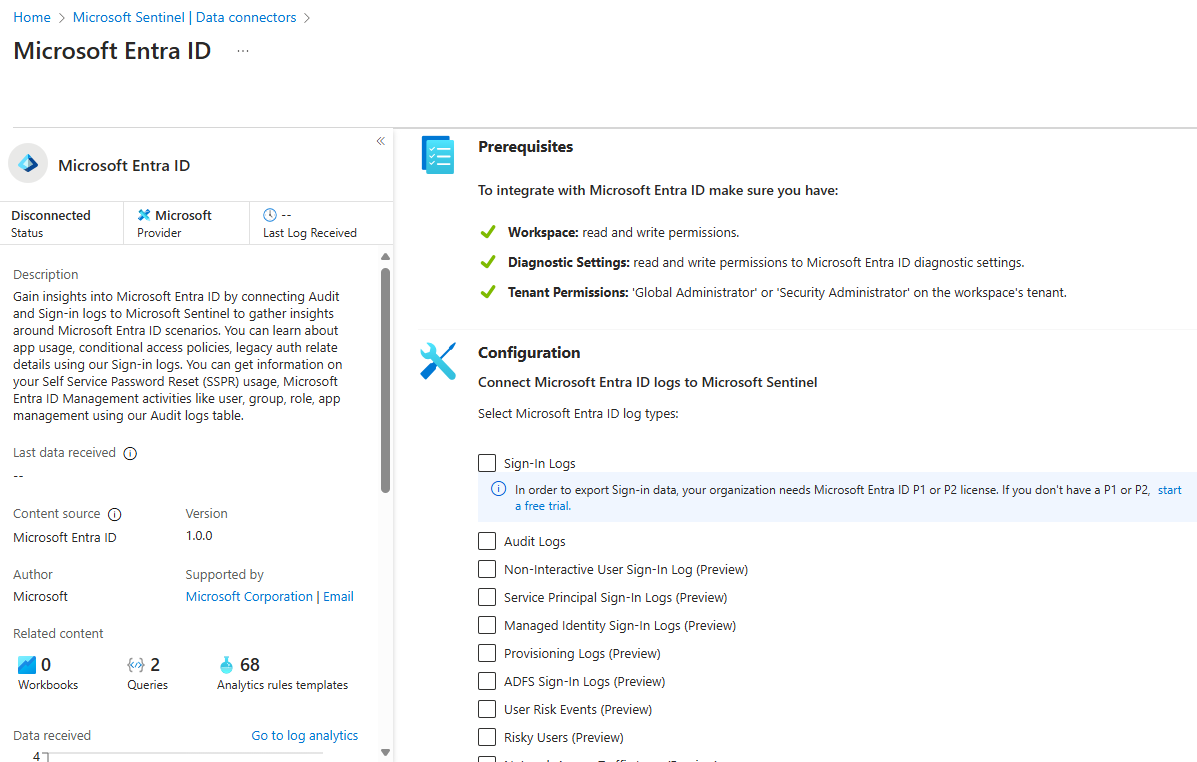 Home > Microsoft Sentinel | Data connectors >
Microsoft Entra ID ...
«
Microsoft Entra ID
Disconnected
Status
Microsoft
Provider
--
Last Log Received
Description
Gain insights into Microsoft Entra ID by connecting Audit
and Sign-in logs to Microsoft Sentinel to gather insights
around Microsoft Entra ID scenarios. You can learn about
app usage, conditional access policies, legacy auth relate
details using our Sign-in logs. You can get information on
your Self Service Password Reset (SSPR) usage, Microsoft
Entra ID Management activities like user, group, role, app
management using our Audit logs table.
Last data received
--
Content source
Microsoft Entra ID
Version
1.0.0
Author
Microsoft
Supported by
Microsoft Corporation | Email
Related content
0
Workbooks
2
Queries
68
Analytics rules templates
Data received
Go to log analytics
4
Prerequisites
To integrate with Microsoft Entra ID make sure you have:
Workspace: read and write permissions.
Diagnostic Settings: read and write permissions to Microsoft Entra ID diagnostic settings.
Tenant Permissions: 'Global Administrator' or 'Security Administrator' on the workspace's tenant.
Configuration
Connect Microsoft Entra ID logs to Microsoft Sentinel
Select Microsoft Entra ID log types:
Sign-In Logs
In order to export Sign-in data, your organization needs Microsoft Entra ID P1 or P2 license. If you don't have a P1 or P2, start
a free trial.
Audit Logs
Non-Interactive User Sign-In Log (Preview)
Service Principal Sign-In Logs (Preview)
Managed Identity Sign-In Logs (Preview)
Provisioning Logs (Preview)
ADFS Sign-In Logs (Preview)
User Risk Events (Preview)
Risky Users (Preview)